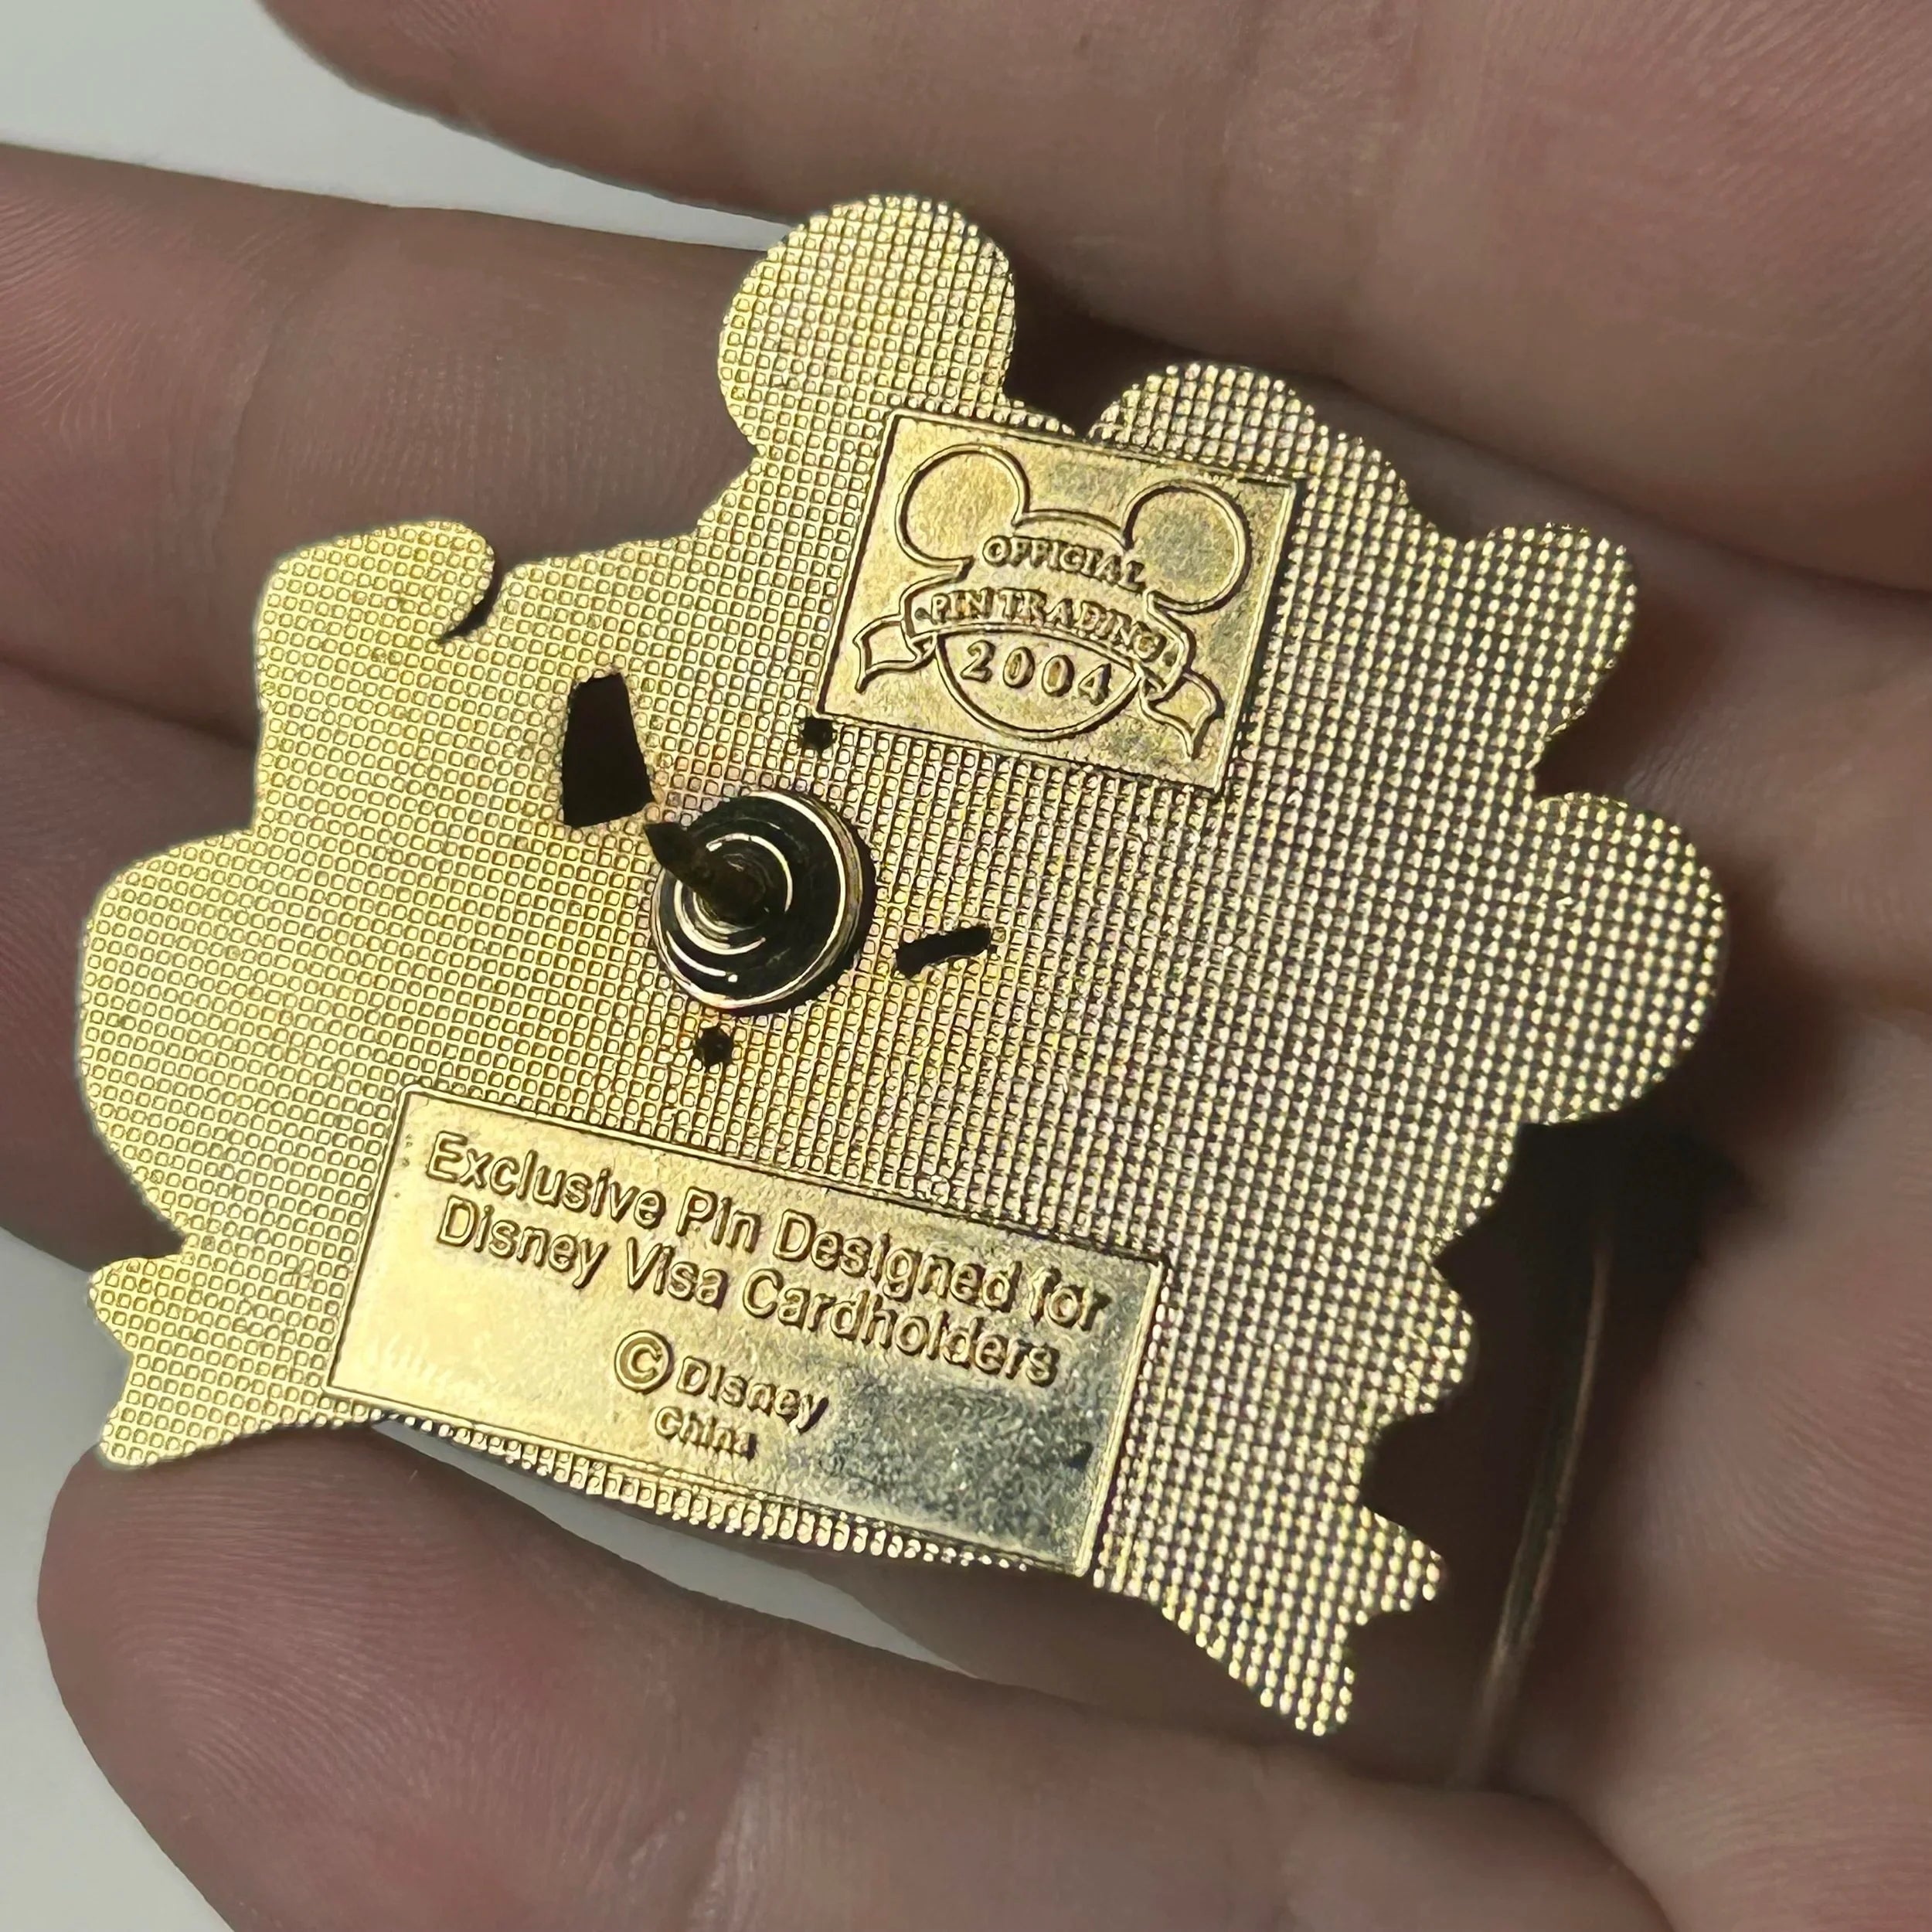 OFFICIAL
PIN TRADING
2004
Exclusive Pin Designed for
Disney Visa Cardholders
© Disney
China